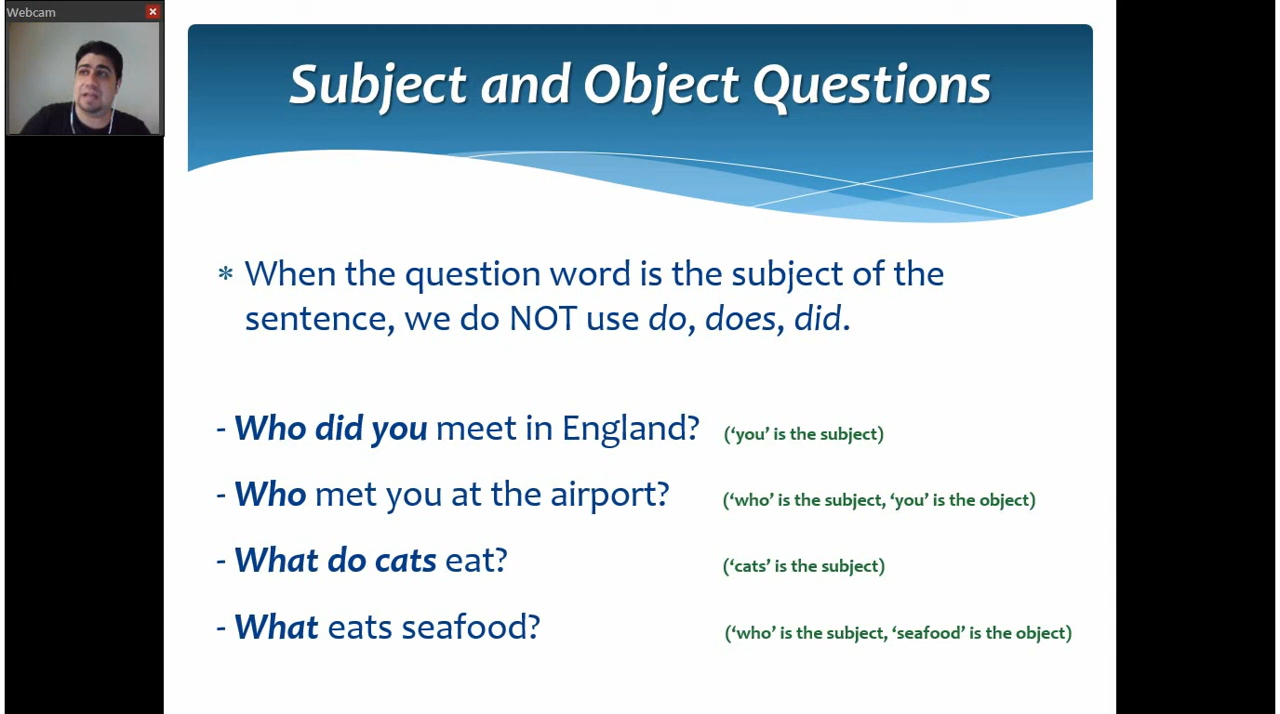 Webcam
Subject and Object Questions
* When the question word is the subject of the
sentence, we do NOT use do, does, did.
- Who did you meet in England? (‘you’ is the subject)
- Who met you at the airport? (‘who’ is the subject, ‘you’ is the object)
- What do cats eat? (‘cats’ is the subject)
- What eats seafood? (‘who’ is the subject, ‘seafood’ is the object)